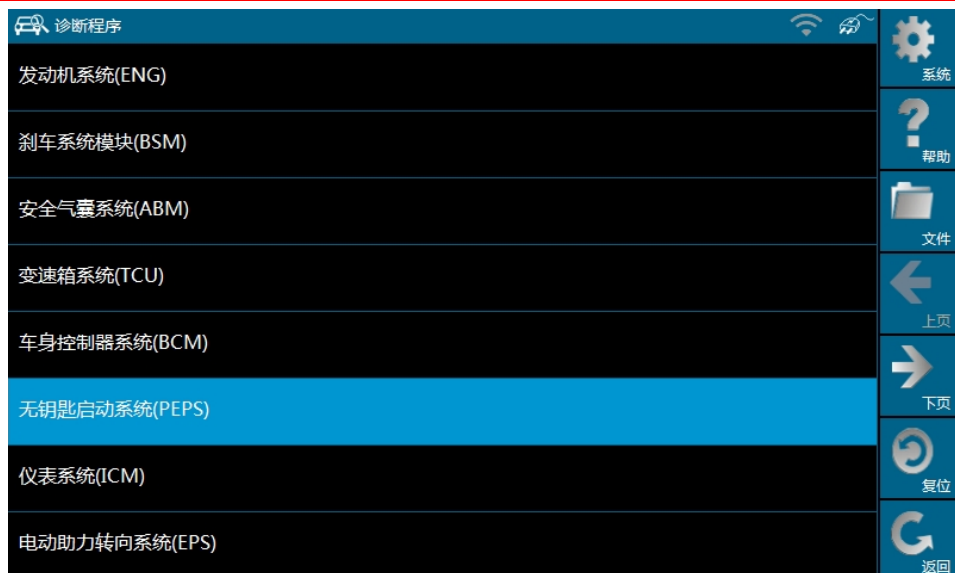 诊断程序
发动机系统(ENG)
刹车系统模块(BSM)
安全气囊系统(ABM)
变速箱系统(TCU)
车身控制器系统(BCM)
无钥匙启动系统(PEPS)
仪表系统(ICM)
电动助力转向系统(EPS)
系统
帮助
文件
上页
下页
复位
返回